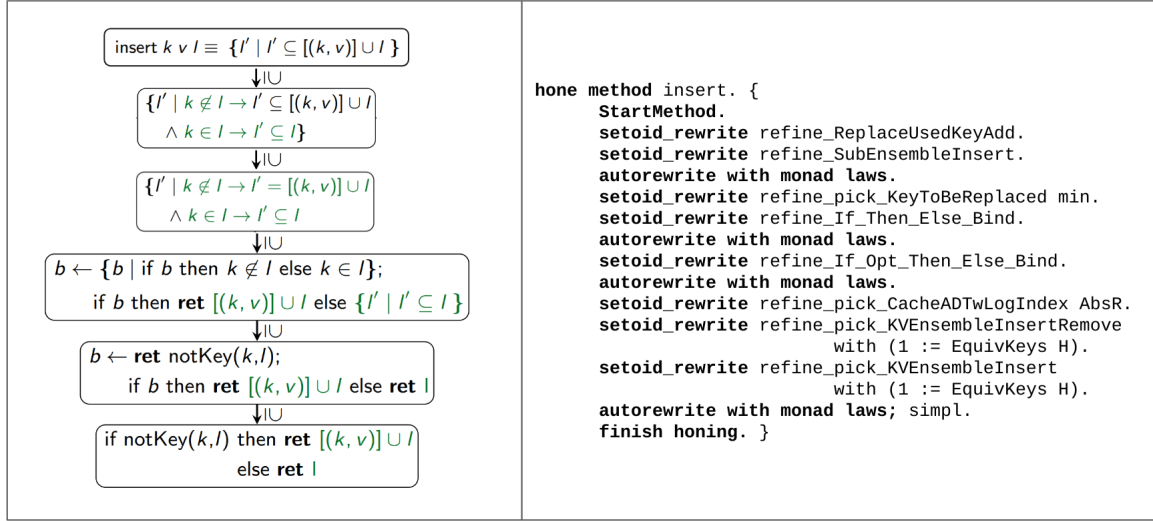 insert k v l ≡ {l′ | l′ ⊆ [(k, v)] ∪ l }
↓I∪
{l′ | k ∉ l → l′ ⊆ [(k, v)] ∪ l
∧ k ∈ l → l′ ⊆ l}
↓I∪
{l′ | k ∉ l → l′ = [(k, v)] ∪ l
∧ k ∈ l → l′ ⊆ l
↓I∪
b ← {b | if b then k ∉ l else k ∈ l};
if b then ret [(k, v)] ∪ l else {l′ | l′ ⊆ l }
↓I∪
b ← ret notKey(k,l);
if b then ret [(k, v)] ∪ l else ret l
↓I∪
if notKey(k,l) then ret [(k, v)] ∪ l
else ret l
hone method insert. {
StartMethod.
setoid_rewrite refine_ReplaceUsedKeyAdd.
setoid_rewrite refine_SubEnsembleInsert.
autorewrite with monad laws.
setoid_rewrite refine_pick_KeyToBeReplaced min.
setoid_rewrite refine_If_Then_Else_Bind.
autorewrite with monad laws.
setoid_rewrite refine_If_Opt_Then_Else_Bind.
autorewrite with monad laws.
setoid_rewrite refine_pick_CacheADTwLogIndex AbsR.
setoid_rewrite refine_pick_KVEnsembleInsertRemove
with (1 := EquivKeys H).
setoid_rewrite refine_pick_KVEnsembleInsert
with (1 := EquivKeys H).
autorewrite with monad laws; simpl.
finish honing. }